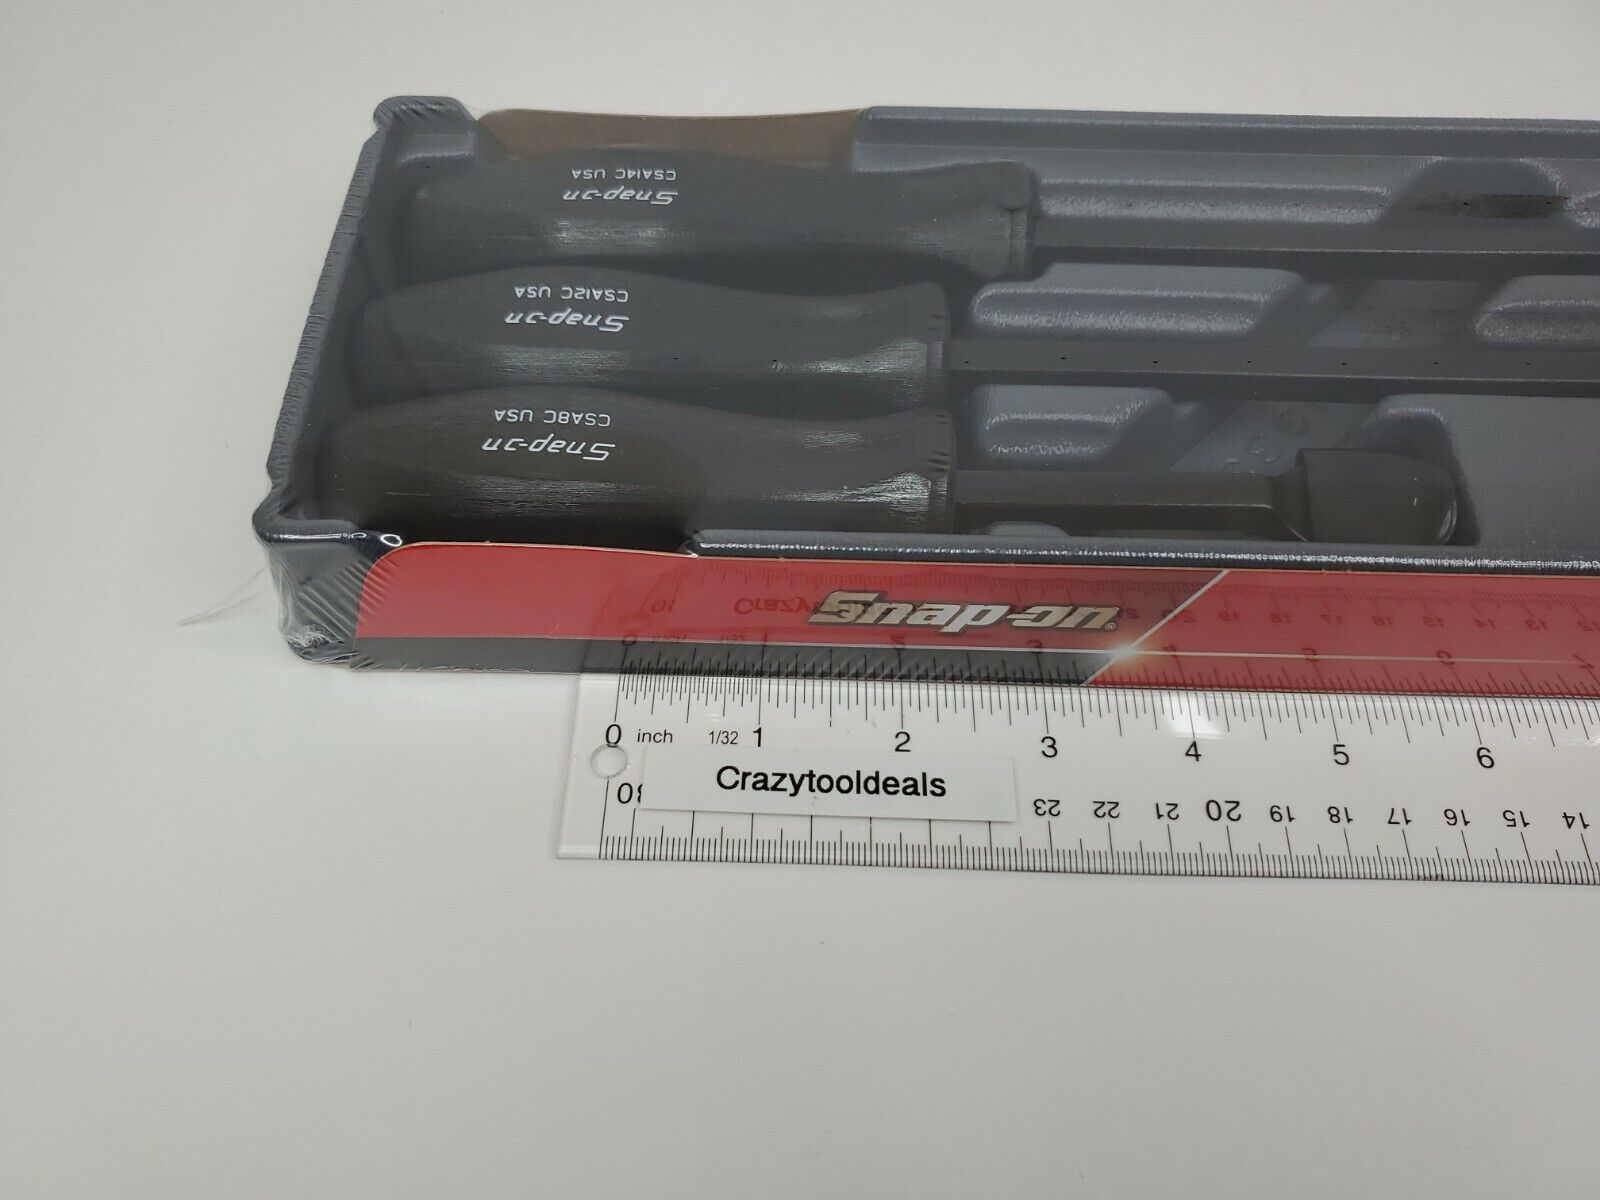 CSA14C USA
Snap-on
CSA12C USA
Snap-on
CSA8C USA
Snap-on
Snap-on®
0 inch 1/32 1 2 3 4 5 6
Crazytooldeals
23 22 21 20 19 18 17 16 15 14